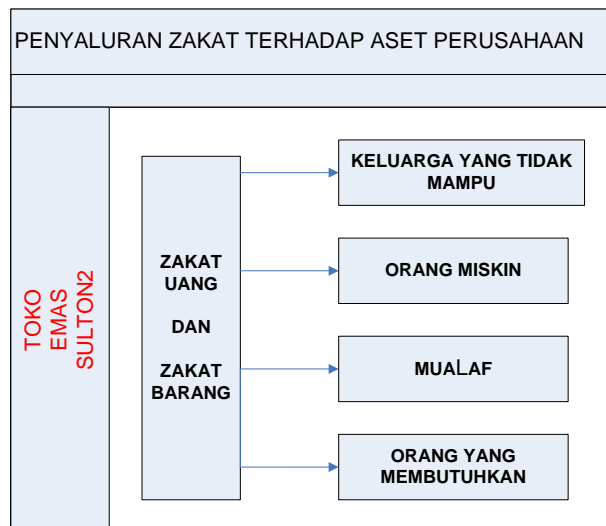 PENYALURAN ZAKAT TERHADAP ASET PERUSAHAAN
TOKO
EMAS
SULTON2
ZAKAT
UANG
DAN
ZAKAT
BARANG
KELUARGA YANG TIDAK
MAMPU
ORANG MISKIN
MUALAF
ORANG YANG
MEMBUTUHKAN